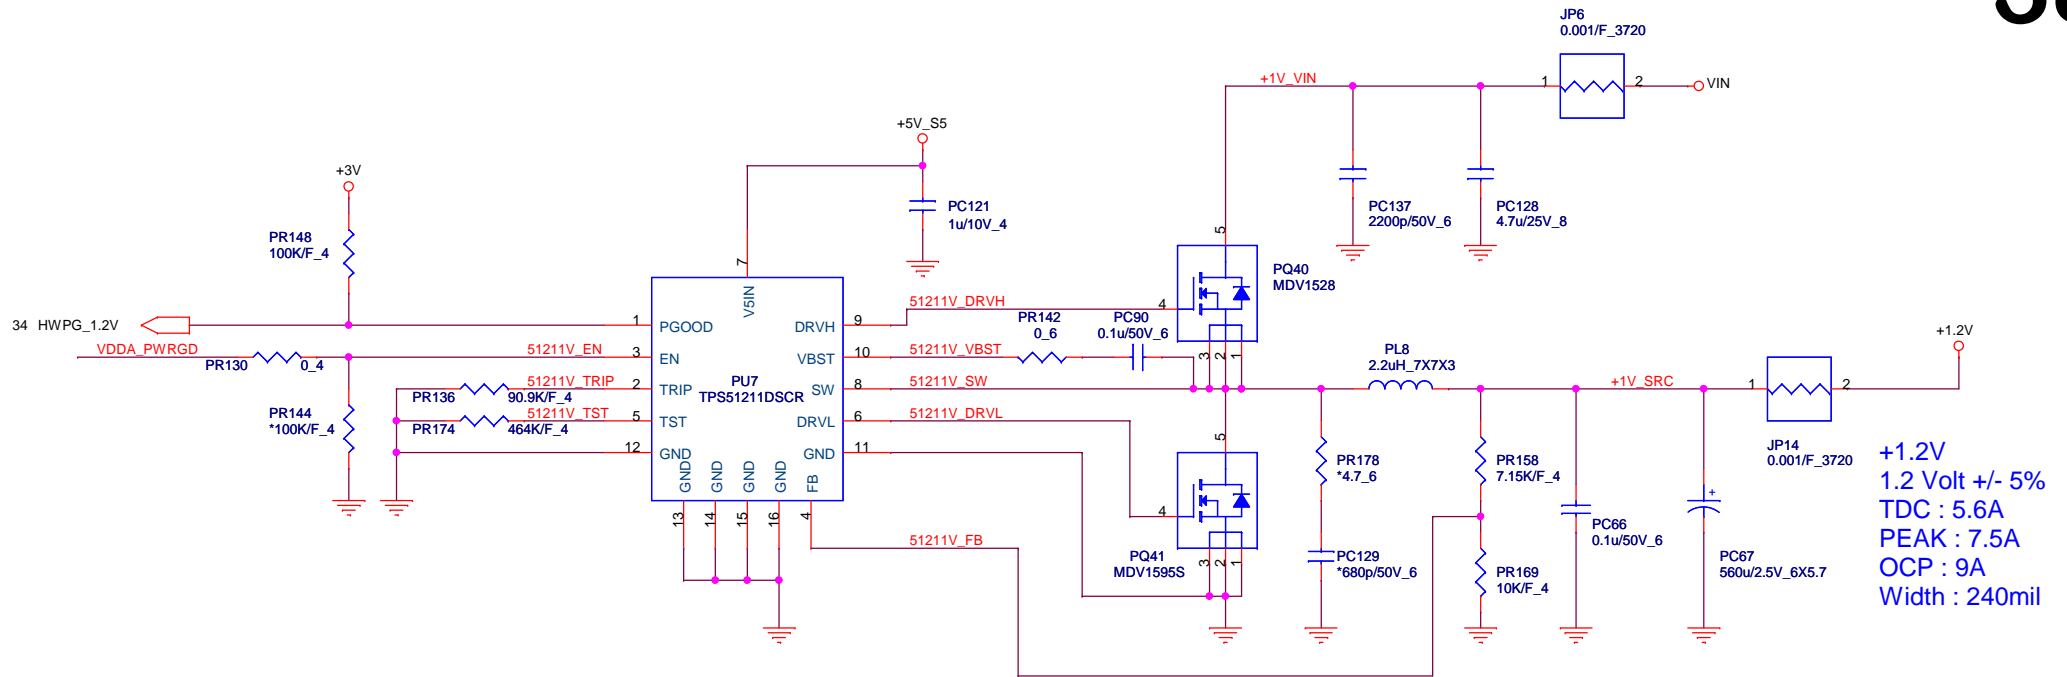 JP6
0.001/F_3720
1
2
+1V_VIN
VIN
+5V_S5
+3V
PC121
1u/10V_4
PC137
2200p/50V_6
PC128
4.7u/25V_8
PR148
100K/F_4
5
7
V5IN
PQ40
MDV1528
4
3
2
1
34 HWPG_1.2V
1
PGOOD
DRVH
9
51211V_DRVH
VDDA_PWRGD
PR130
0_4
51211V_EN
3
EN
VBST
10
51211V_VBST
PR142
0_6
PC90
0.1u/50V_6
PR136
90.9K/F_4
51211V_TRIP
2
TRIP
PU7
TPS51211DSCR
SW
8
51211V_SW
PR144
*100K/F_4
PR174
464K/F_4
51211V_TST
5
TST
DRVL
6
51211V_DRVL
12
GND
GND
11
GND
GND
GND
GND
FB
13
14
15
16
4
51211V_FB
5
4
PQ41
MDV1595S
3
2
1
PL8
2.2uH_7X7X3
+1V_SRC
1
2
+1.2V
JP14
0.001/F_3720
PR178
*4.7_6
PC129
*680p/50V_6
PR158
7.15K/F_4
PR169
10K/F_4
PC66
0.1u/50V_6
+
PC67
560u/2.5V_6X5.7
+1.2V
1.2 Volt +/- 5%
TDC : 5.6A
PEAK : 7.5A
OCP : 9A
Width : 240mil